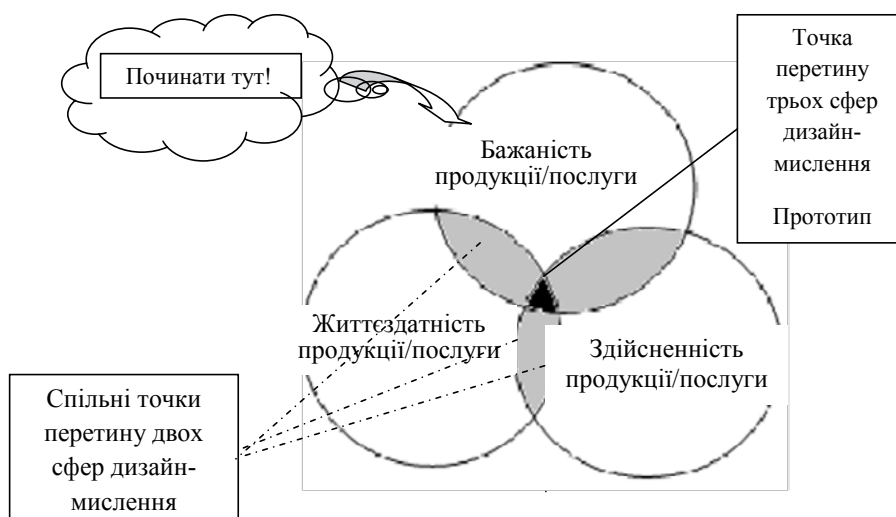 Починати тут!
Точка
перетину
трьох сфер
дизайн-
мислення
Прототип
Бажаність
продукції/послуги
Життєздатність
продукції/послуги
Здійсненність
продукції/послуги
Спільні точки
перетину двох
сфер дизайн-
мислення